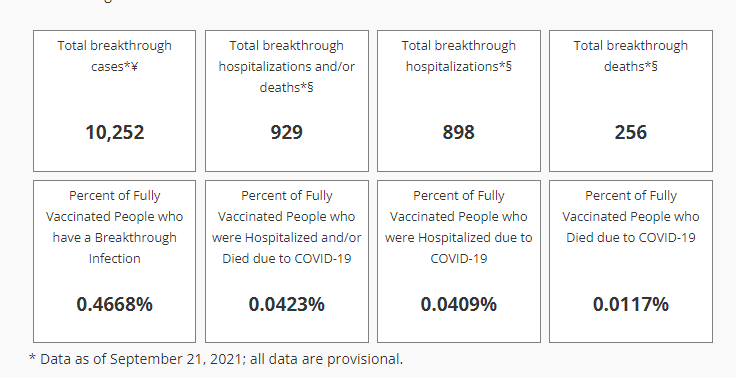 Total breakthrough
cases*¥
10,252
Total breakthrough
hospitalizations and/or
deaths*§
929
Total breakthrough
hospitalizations*§
898
Total breakthrough
deaths*§
256
Percent of Fully
Vaccinated People who
have a Breakthrough
Infection
0.4668%
Percent of Fully
Vaccinated People who
were Hospitalized and/or
Died due to COVID-19
0.0423%
Percent of Fully
Vaccinated People who
were Hospitalized due to
COVID-19
0.0409%
Percent of Fully
Vaccinated People who
Died due to COVID-19
0.0117%
* Data as of September 21, 2021; all data are provisional.